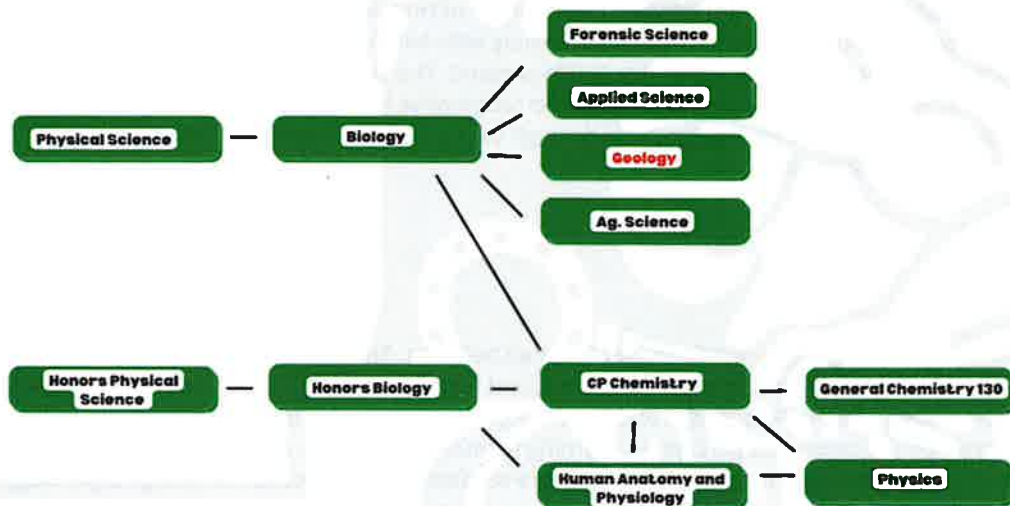 Forensic Science
Applied Science
Physical Science
Biology
Geology
Ag. Science
Honors Physical
Science
Honors Biology
CP Chemistry
General Chemistry 130
Human Anatomy and
Physiology
Physics